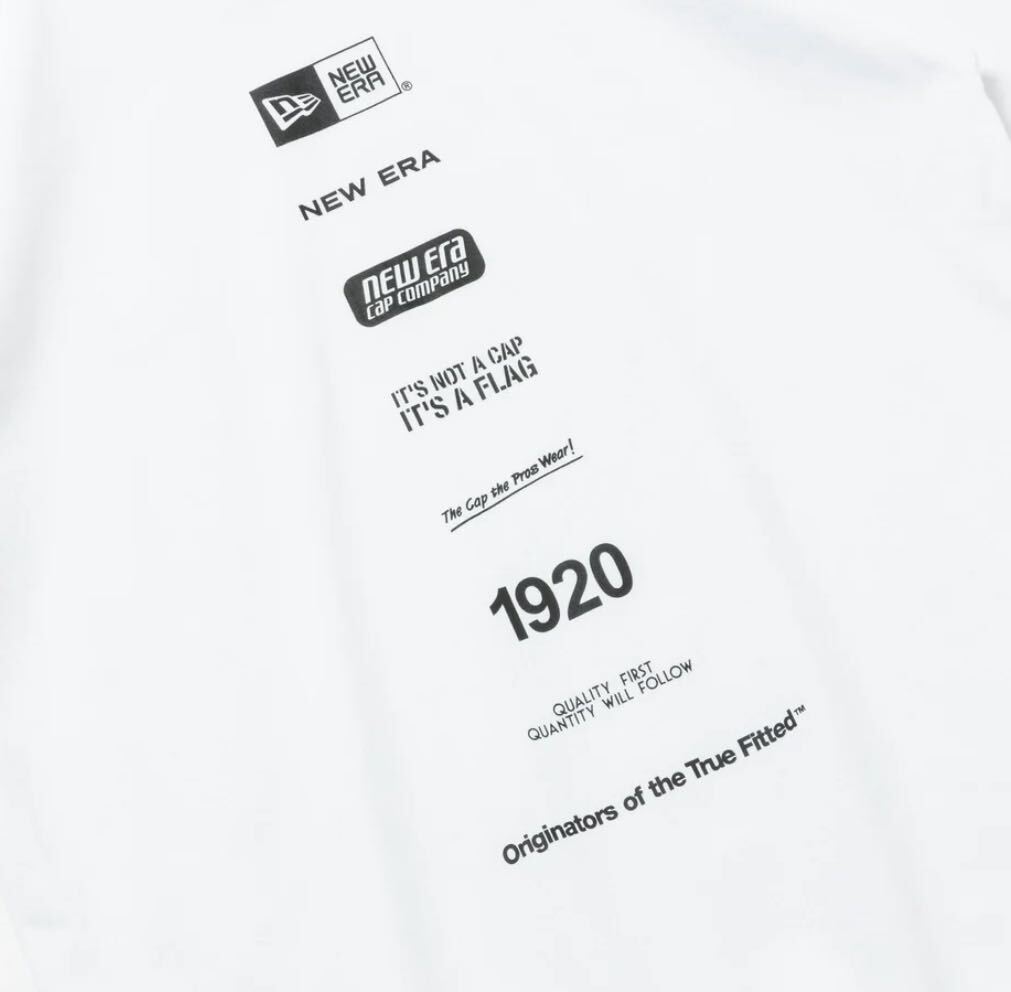 NEW
ERA®
NEW ERA
new era
cap company
IT'S NOT A CAP
IT'S A FLAG
The Cap the Pros Wear!
1920
QUALITY FIRST
QUANTITY WILL FOLLOW
Originators of the True Fitted™